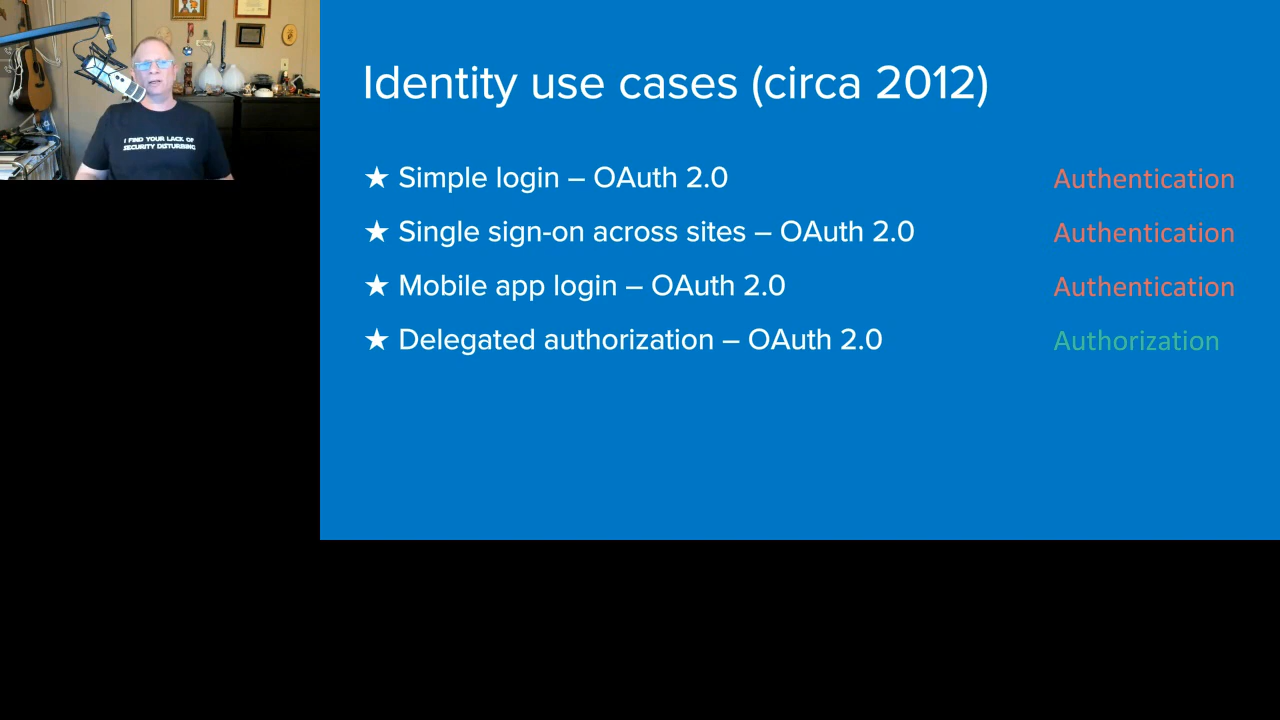 I FIND YOUR LACK OF
SECURITY DISTURBING
Identity use cases (circa 2012)
★ Simple login – OAuth 2.0 Authentication
★ Single sign-on across sites – OAuth 2.0 Authentication
★ Mobile app login – OAuth 2.0 Authentication
★ Delegated authorization – OAuth 2.0 Authorization